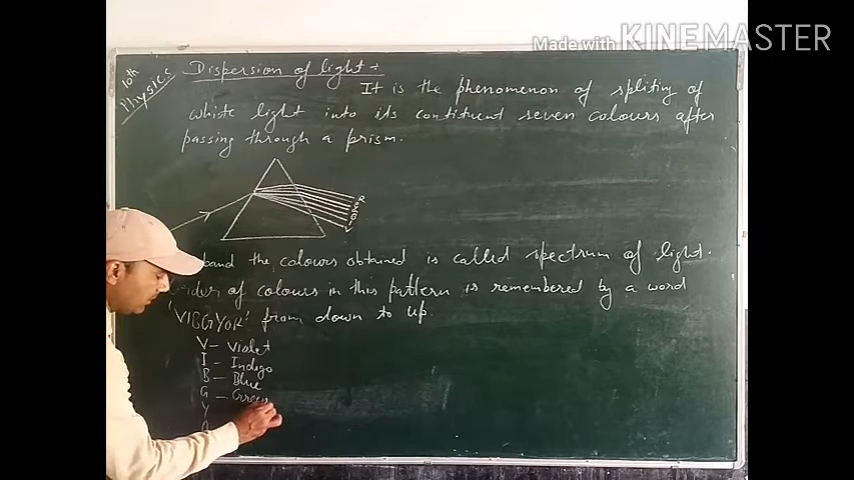 Made with KINEMASTER
10th
Physics
Dispersion of light :
It is the phenomenon of spliting of
white light into its contituent seven colours after
passing through a prism.
R
V
band the colours obtained is called spectrum of light.
of colours in this pattern is remembered by a word
'VIBGYOR' from down to up.
V - Violet
I - Indigo
B - Blue
G - Green
Y
O